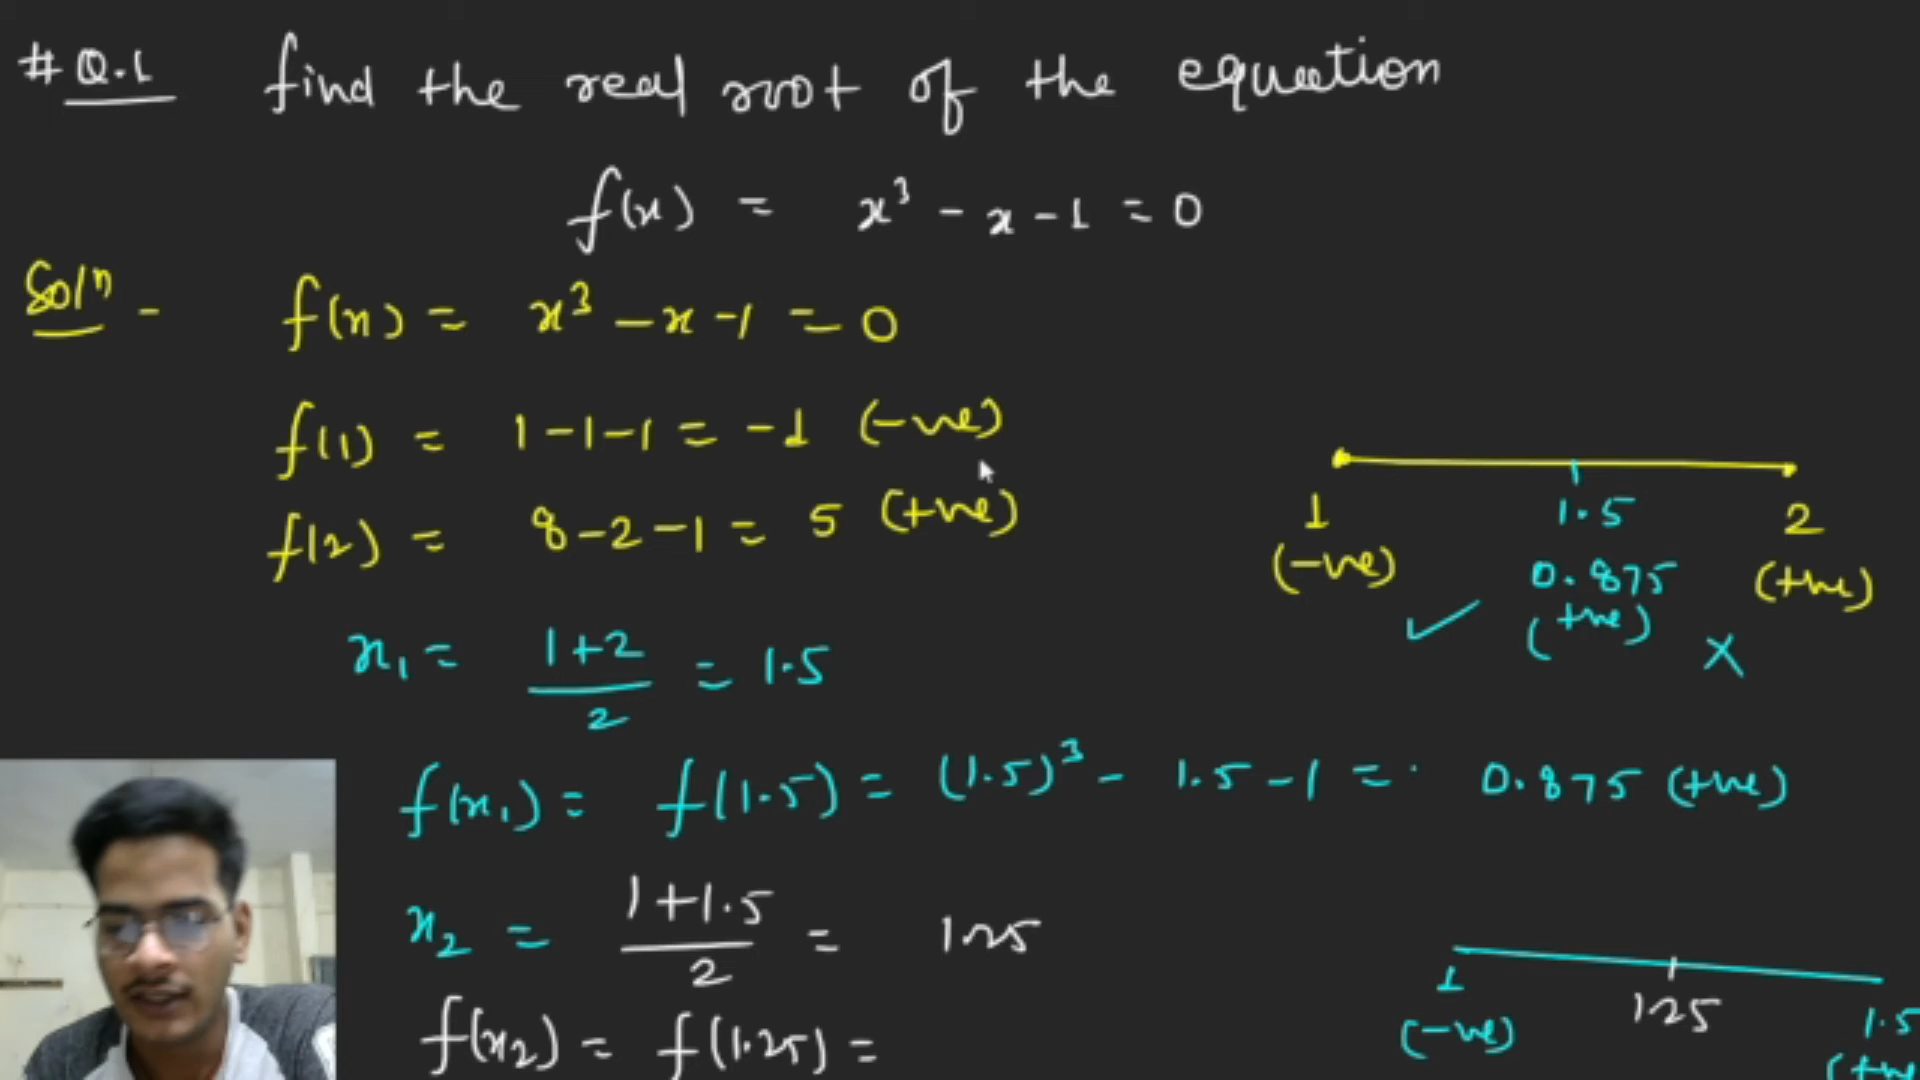 # Q.1 find the real root of the equation
f(x) = x³ - x - 1 = 0
Solⁿ - f(x) = x³ - x - 1 = 0
f(1) = 1 - 1 - 1 = -1 (-ve)
f(2) = 8 - 2 - 1 = 5 (+ve)
1 1.5 2
(-ve) 0.875 (+ve)
(+ve)
✓ X
x₁ = (1+2)/2 = 1.5
f(x₁) = f(1.5) = (1.5)³ - 1.5 - 1 = 0.875 (+ve)
x₂ = (1+1.5)/2 = 1.25
1 1.25 1.5
(-ve) (+ve
f(x₂) = f(1.25) =